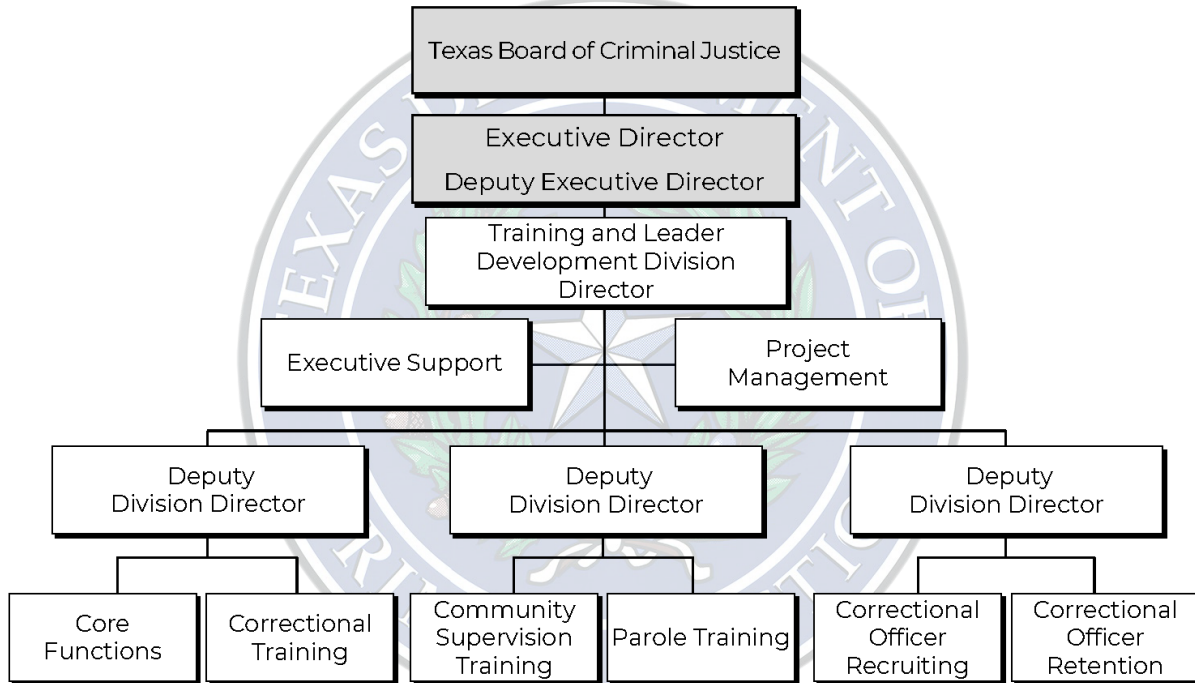 Texas Board of Criminal Justice
Executive Director
Deputy Executive Director
Training and Leader
Development Division
Director
Executive Support
Project
Management
Deputy
Division Director
Deputy
Division Director
Deputy
Division Director
Core
Functions
Correctional
Training
Community
Supervision
Training
Parole Training
Correctional
Officer
Recruiting
Correctional
Officer
Retention
TEXAS